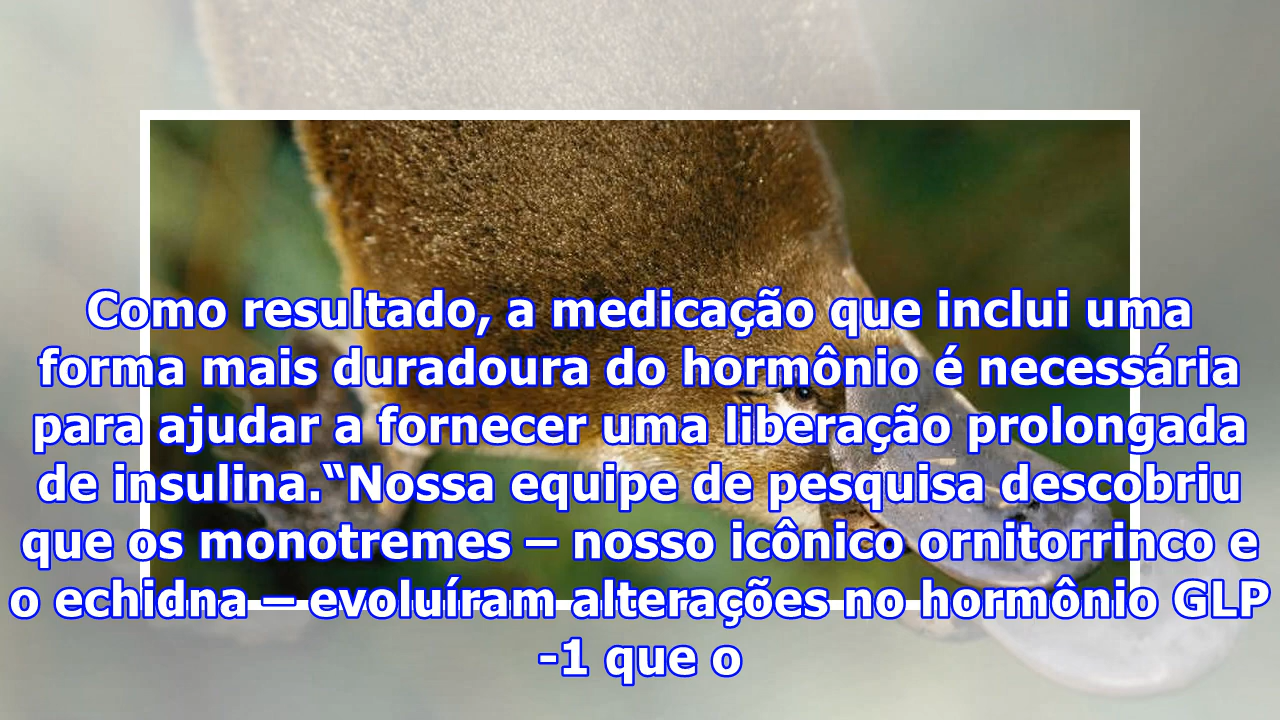 Como resultado, a medicação que inclui uma
forma mais duradoura do hormônio é necessária
para ajudar a fornecer uma liberação prolongada
de insulina.“Nossa equipe de pesquisa descobriu
que os monotremes – nosso icônico ornitorrinco e
o echidna – evoluíram alterações no hormônio GLP
-1 que o